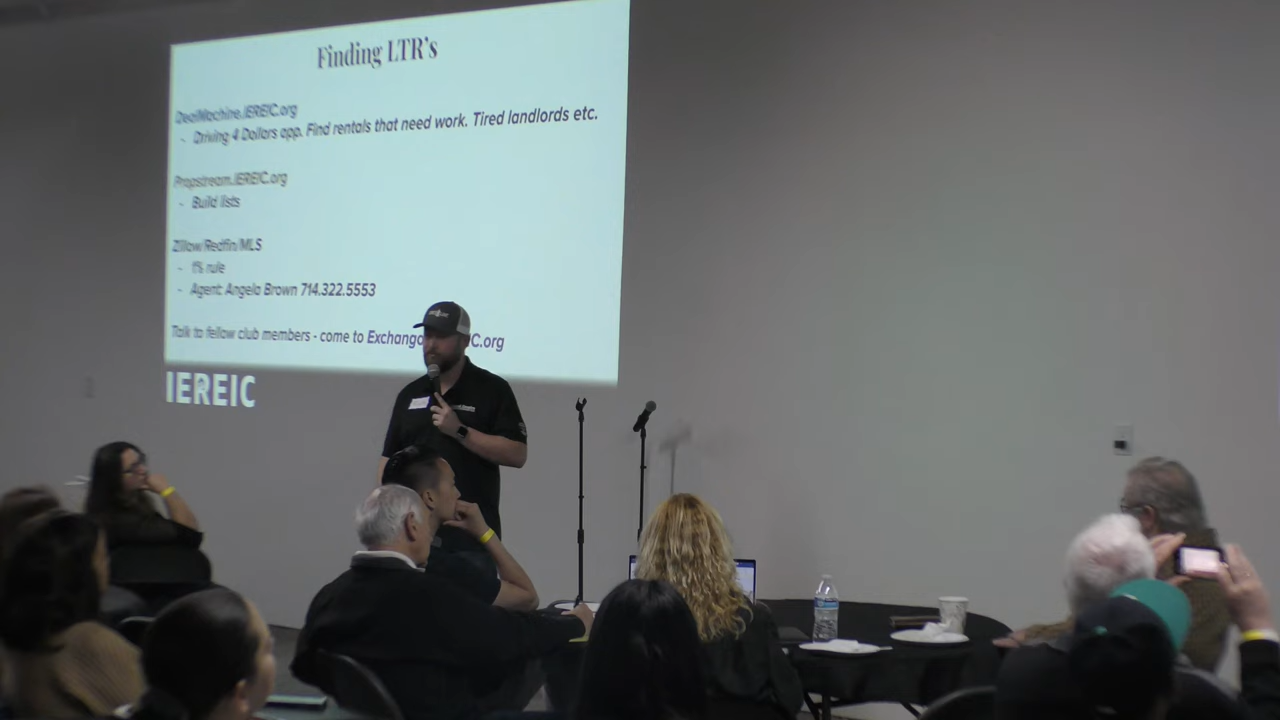 Finding LTR's
DealMachine.IEREIC.org
- Driving 4 Dollars app. Find rentals that need work. Tired landlords etc.
Propstream.IEREIC.org
- Build lists
Zillow/Redfin/MLS
- 1% rule
- Agent: Angela Brown 714.322.5553
Talk to fellow club members - come to Exchange C.org
IEREIC